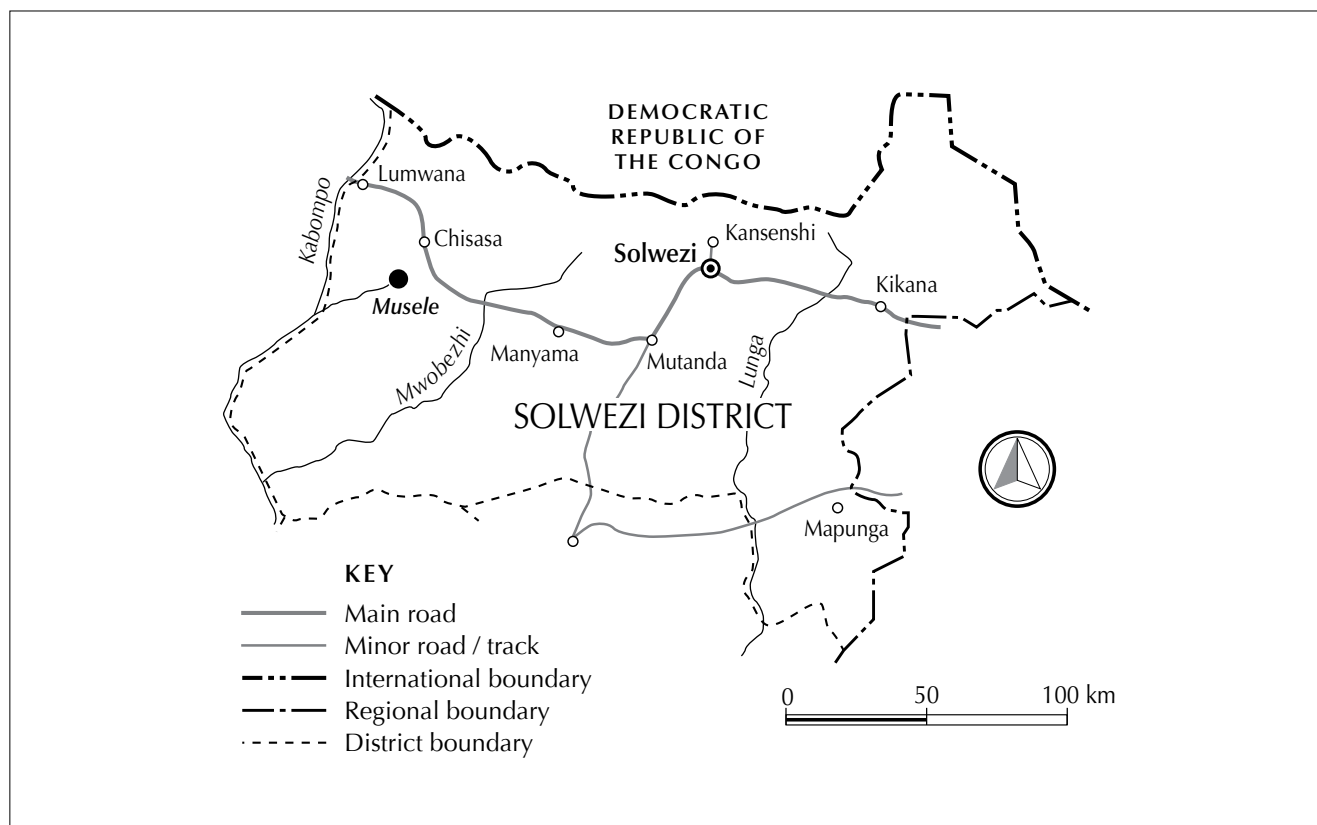 DEMOCRATIC
REPUBLIC OF
THE CONGO
Lumwana
Kabompo
Chisasa
Kansenshi
Solwezi
Musele
Kikana
Manyama
Mutanda
Mwobezhi
Lunga
SOLWEZI DISTRICT
Mapunga
KEY
Main road
Minor road / track
International boundary
Regional boundary
District boundary
0 50 100 km